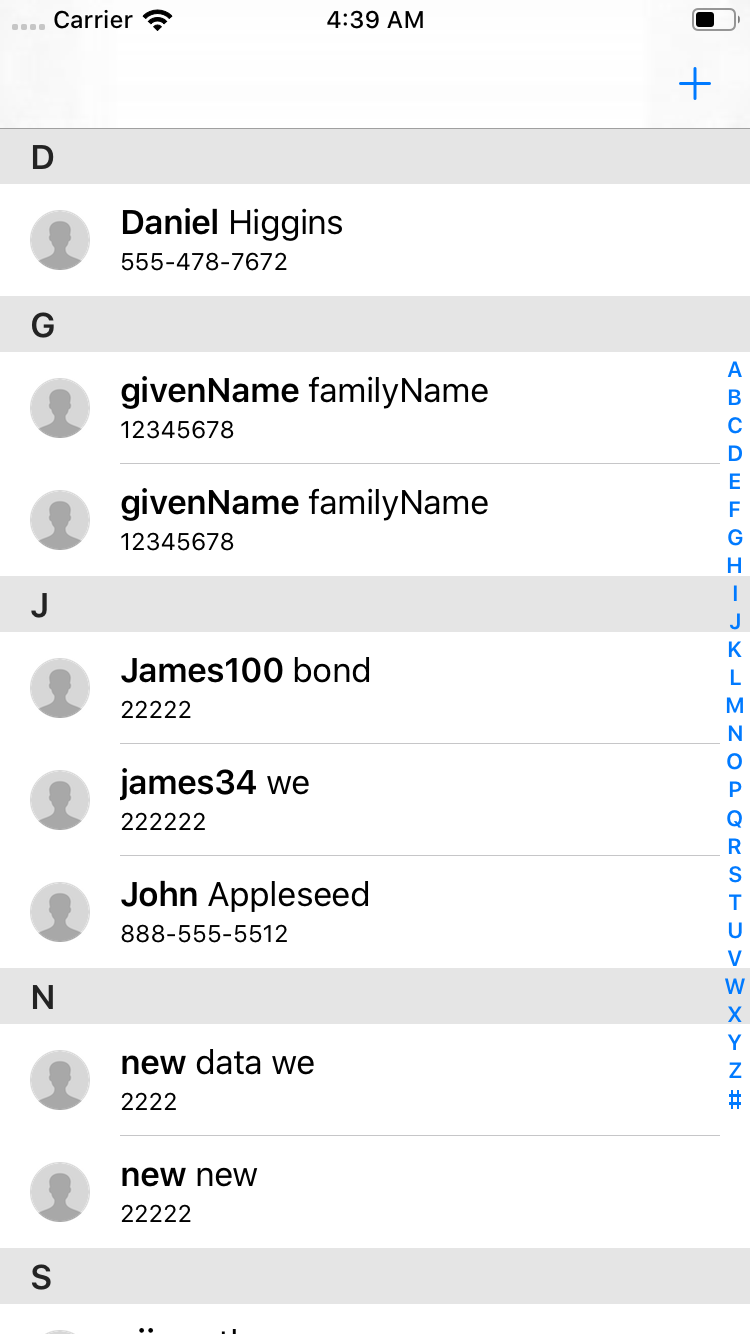 Carrier 4:39 AM
D
Daniel Higgins
555-478-7672
G
givenName familyName
12345678
givenName familyName
12345678
J
James100 bond
22222
james34 we
222222
John Appleseed
888-555-5512
N
new data we
2222
new new
22222
S
A
B
C
D
E
F
G
H
I
J
K
L
M
N
O
P
Q
R
S
T
U
V
W
X
Y
Z
#